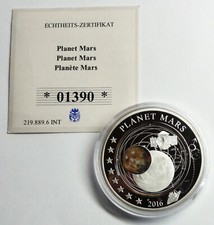 ECHTHEITS-ZERTIFIKAT
Planet Mars
Planet Mars
Planète Mars
* 01390 *
219.889.6 INT
PLANET MARS
2016